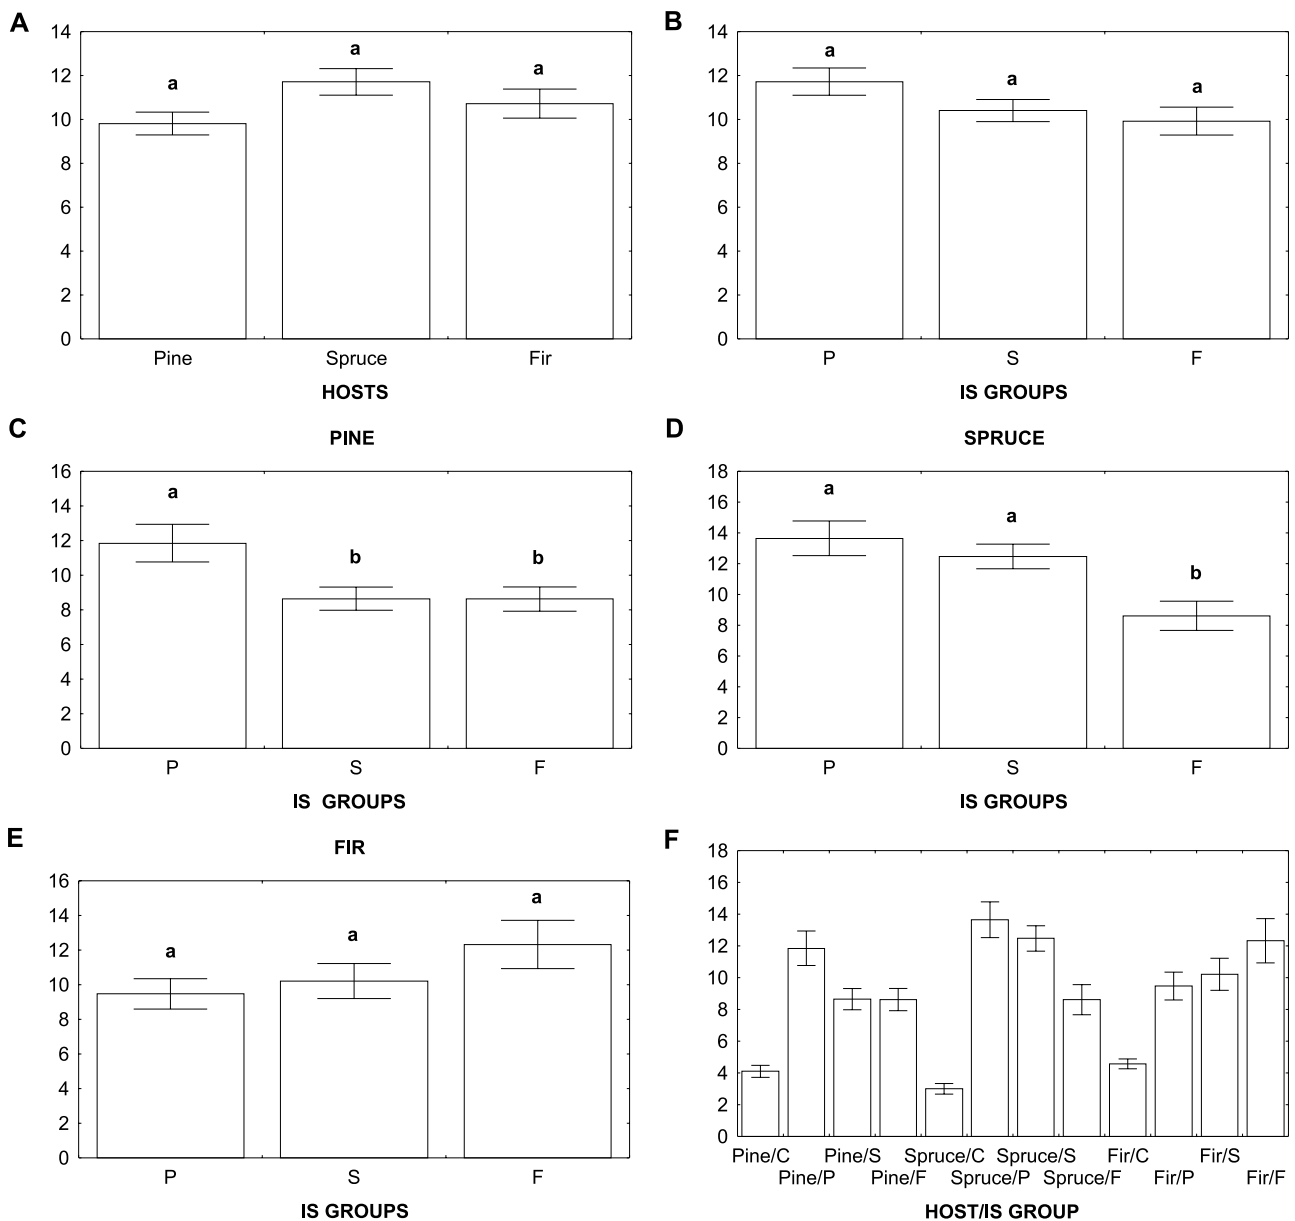 A
14
12
10
8
6
4
2
0
a
a
a
Pine Spruce Fir
HOSTS
B
14
12
10
8
6
4
2
0
a
a
a
P S F
IS GROUPS
C
PINE
16
14
12
10
8
6
4
2
0
a
b
b
P S F
IS GROUPS
D
SPRUCE
18
16
14
12
10
8
6
4
2
0
a
a
b
P S F
IS GROUPS
E
FIR
16
14
12
10
8
6
4
2
0
a
a
a
P S F
IS GROUPS
F
18
16
14
12
10
8
6
4
2
0
Pine/C Pine/S Spruce/C Spruce/S Fir/C Fir/S
Pine/P Pine/F Spruce/P Spruce/F Fir/P Fir/F
HOST/IS GROUP